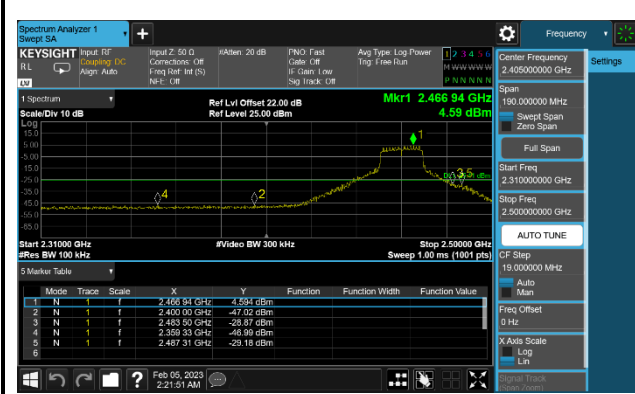 Spectrum Analyzer 1
Swept SA
+
Frequency
KEYSIGHT
RL
Input: RF
Coupling: DC
Align: Auto
Input Z: 50 Ω
Corrections: Off
Freq Ref: Int (S)
NFE: Off
#Atten: 20 dB
PNO: Fast
Gate: Off
IF Gain: Low
Sig Track: Off
Avg Type: Log-Power
Trig: Free Run
1 2 3 4 5 6
M W W W W W
P N N N N N
LXI
1 Spectrum
Scale/Div 10 dB
Ref Lvl Offset 22.00 dB
Ref Level 25.00 dBm
Mkr1 2.466 94 GHz
4.59 dBm
Log
15.0
5.00
-5.00
-15.0
-25.0
-35.0
-45.0
-55.0
-65.0
1
2
3
4
5
Start 2.31000 GHz
#Video BW 300 kHz
Stop 2.50000 GHz
#Res BW 100 kHz
Sweep 1.00 ms (1001 pts)
5 Marker Table
Mode Trace Scale X Y Function Function Width Function Value
1 N 1 f 2.466 94 GHz 4.594 dBm
2 N 1 f 2.400 00 GHz -47.02 dBm
3 N 1 f 2.483 50 GHz -28.87 dBm
4 N 1 f 2.359 33 GHz -46.99 dBm
5 N 1 f 2.487 31 GHz -29.18 dBm
6
?
Feb 05, 2023
2:21:51 AM
Center Frequency
2.405000000 GHz
Settings
Span
190.000000 MHz
Swept Span
Zero Span
Full Span
Start Freq
2.310000000 GHz
Stop Freq
2.500000000 GHz
AUTO TUNE
CF Step
19.000000 MHz
Auto
Man
Freq Offset
0 Hz
X Axis Scale
Log
Lin
Signal Track
(Span Zoom)